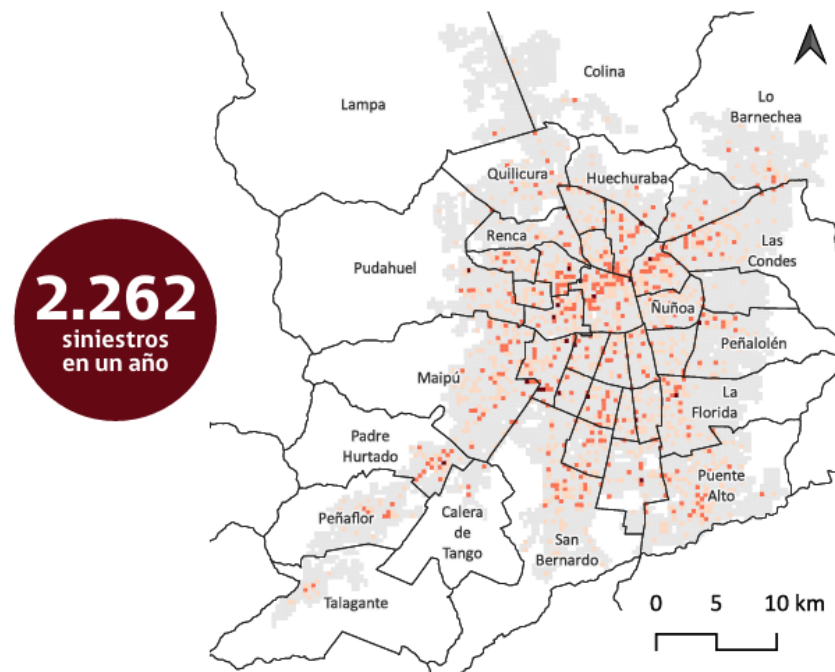 2.262
siniestros
en un año
Colina
Lampa
Lo
Barnechea
Quilicura
Huechuraba
Renca
Las
Condes
Pudahuel
Ñuñoa
Peñalolén
Maipú
La
Florida
Padre
Hurtado
Puente
Alto
Peñaflor
Calera
de
Tango
San
Bernardo
Talagante
0 5 10 km